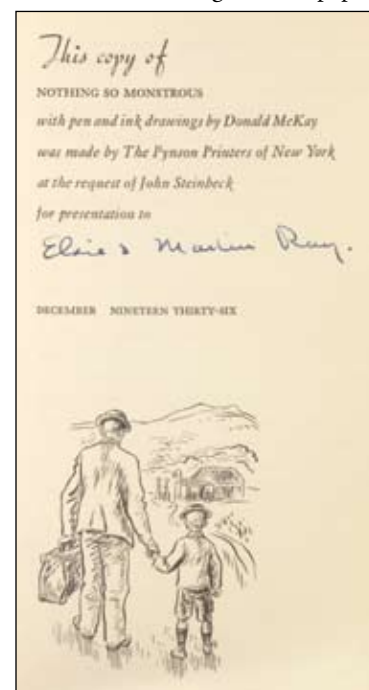 This copy of
NOTHING SO MONSTROUS
with pen and ink drawings by Donald McKay
was made by The Pynson Printers of New York
at the request of John Steinbeck
for presentation to
Elsie & Martin Ray.
DECEMBER NINETEEN THIRTY-SIX